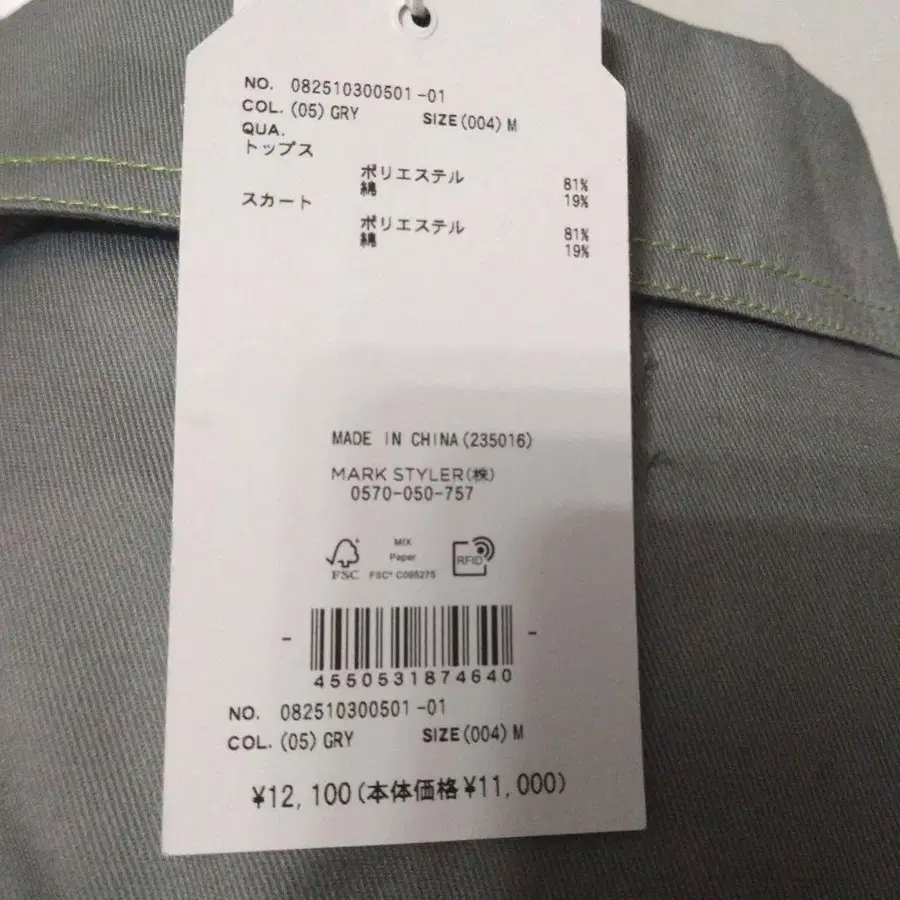 NO. 082510300501-01
COL. (05) GRY SIZE (004) M
QUA.
トップス
ポリエステル 81%
綿 19%
スカート
ポリエステル 81%
綿 19%
MADE IN CHINA (235016)
MARK STYLER(株)
0570-050-757
MIX
Paper
FSC FSC® C095275
RFID
- -
4550531874640
NO. 082510300501-01
COL. (05) GRY SIZE (004) M
¥12,100(本体価格¥11,000)